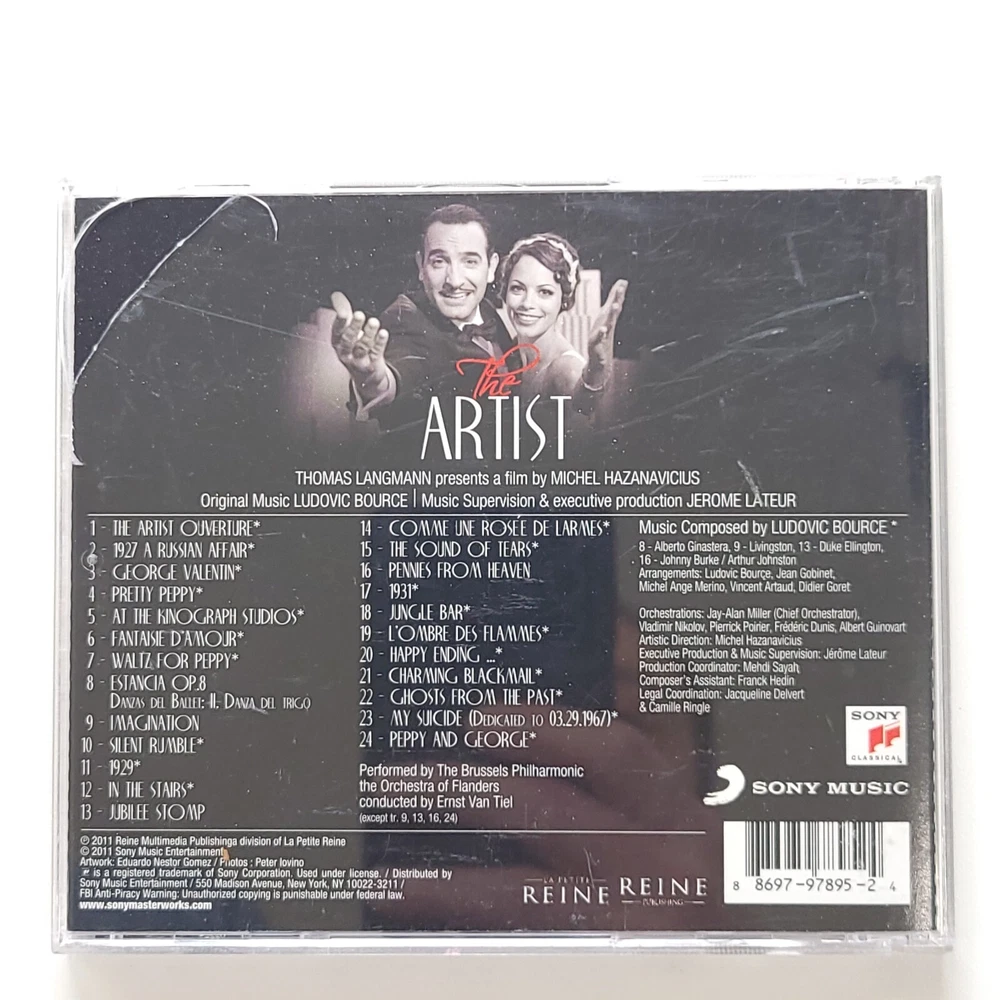 The
ARTIST
THOMAS LANGMANN presents a film by MICHEL HAZANAVICIUS
Original Music LUDOVIC BOURCE | Music Supervision & executive production JEROME LATEUR
1 - THE ARTIST OUVERTURE*
2 - 1927 A RUSSIAN AFFAIR*
3 - GEORGE VALENTIN*
4 - PRETTY PEPPY*
5 - AT THE KINOGRAPH STUDIOS*
6 - FANTAISIE D'AMOUR*
7 - WALTZ FOR PEPPY*
8 - ESTANCIA OP.8
DANZAS DEL BALLET: II. DANZA DEL TRIGO
9 - IMAGINATION
10 - SILENT RUMBLE*
11 - 1929*
12 - IN THE STAIRS*
13 - JUBILEE STOMP
14 - COMME UNE ROSÉE DE LARMES*
15 - THE SOUND OF TEARS*
16 - PENNIES FROM HEAVEN
17 - 1931*
18 - JUNGLE BAR*
19 - L'OMBRE DES FLAMMES*
20 - HAPPY ENDING ...*
21 - CHARMING BLACKMAIL*
22 - GHOSTS FROM THE PAST*
23 - MY SUICIDE (DEDICATED TO 03.29.1967)*
24 - PEPPY AND GEORGE*
Performed by The Brussels Philharmonic
the Orchestra of Flanders
conducted by Ernst Van Tiel
(except tr. 9, 13, 16, 24)
Music Composed by LUDOVIC BOURCE *
8 - Alberto Ginastera, 9 - Livingston, 13 - Duke Ellington,
16 - Johnny Burke / Arthur Johnston
Arrangements: Ludovic Bource, Jean Gobinet,
Michel Ange Merino, Vincent Artaud, Didier Goret
Orchestrations: Jay-Alan Miller (Chief Orchestrator),
Vladimir Nikolov, Pierrick Poirier, Frédéric Dunis, Albert Guinovart
Artistic Direction: Michel Hazanavicius
Executive Production & Music Supervision: Jérôme Lateur
Production Coordinator: Mehdi Sayah
Composer's Assistant: Franck Hedin
Legal Coordination: Jacqueline Delvert
& Camille Ringle
SONY
CLASSICAL
SONY MUSIC
℗ 2011 Reine Multimedia Publishinga division of La Petite Reine
© 2011 Sony Music Entertainment
Artwork: Eduardo Nestor Gomez / Photos : Peter Iovino
is a registered trademark of Sony Corporation. Used under license. / Distributed by
Sony Music Entertainment / 550 Madison Avenue, New York, NY 10022-3211 /
FBI Anti-Piracy Warning: Unauthorized copying is punishable under federal law.
www.sonymasterworks.com
LA PETITE
REINE
REINE
PUBLISHING
8 8697-97895-2 4